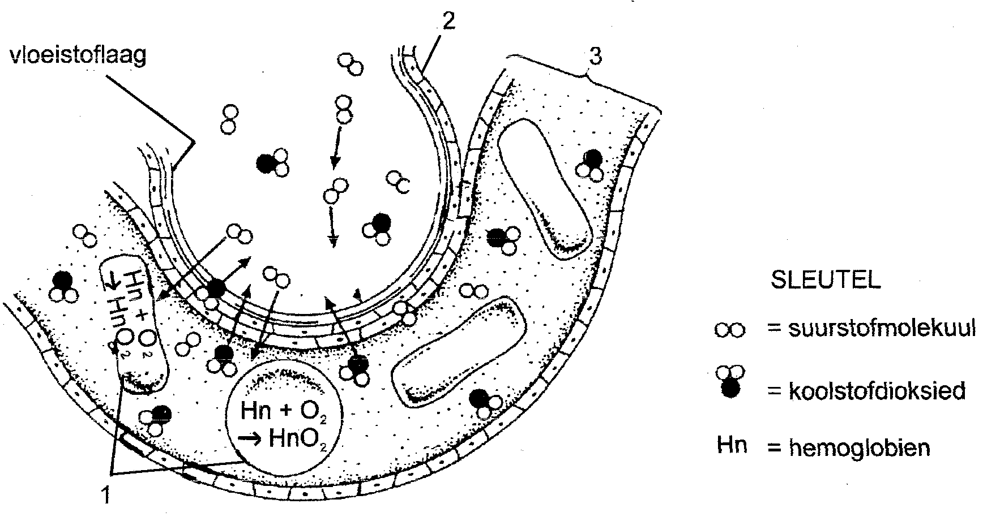 2
vloeistoflaag
3
Hn + O₂
→ HnO₂
Hn + O₂
→ HnO₂
1
SLEUTEL
= suurstofmolekuul
= koolstofdioksied
Hn = hemoglobien